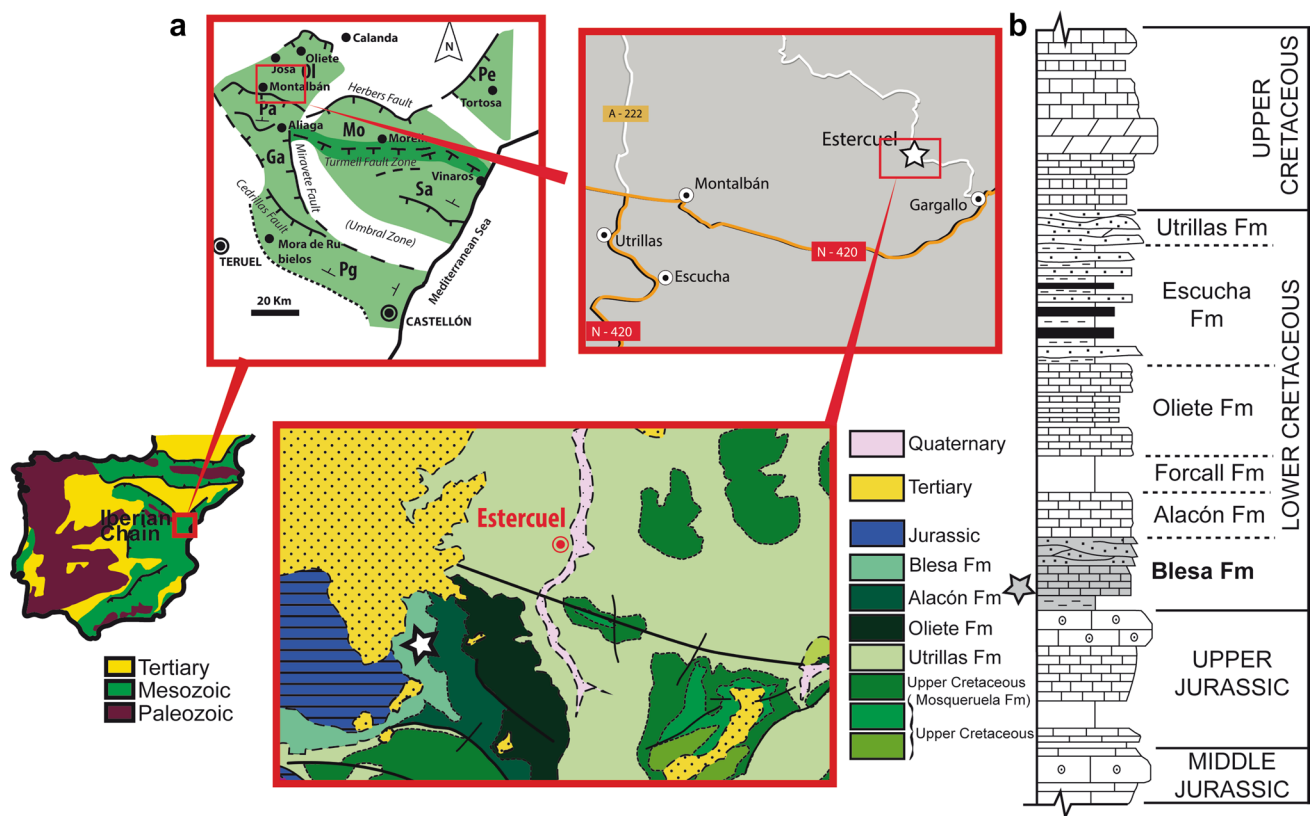 a
Calanda
N
Oliete
Josa
Ol
Montalbán
Pa
Herbers Fault
Pe
Tortosa
Aliaga
Mo
Morella
Ga
Turmell Fault Zone
Miravete Fault
Vinaros
Sa
Cedrillas Fault
(Umbral Zone)
Mora de Ru
bielos
TERUEL
Pg
Mediterranean Sea
20 Km
CASTELLÓN
A - 222
Estercuel
Montalbán
Gargallo
Utrillas
N - 420
Escucha
N - 420
Iberian
Chain
Tertiary
Mesozoic
Paleozoic
Estercuel
Quaternary
Tertiary
Jurassic
Blesa Fm
Alacón Fm
Oliete Fm
Utrillas Fm
Upper Cretaceous
(Mosqueruela Fm)
Upper Cretaceous
b
UPPER
CRETACEOUS
Utrillas Fm
Escucha
Fm
Oliete Fm
Forcall Fm
Alacón Fm
Blesa Fm
LOWER CRETACEOUS
UPPER
JURASSIC
MIDDLE
JURASSIC